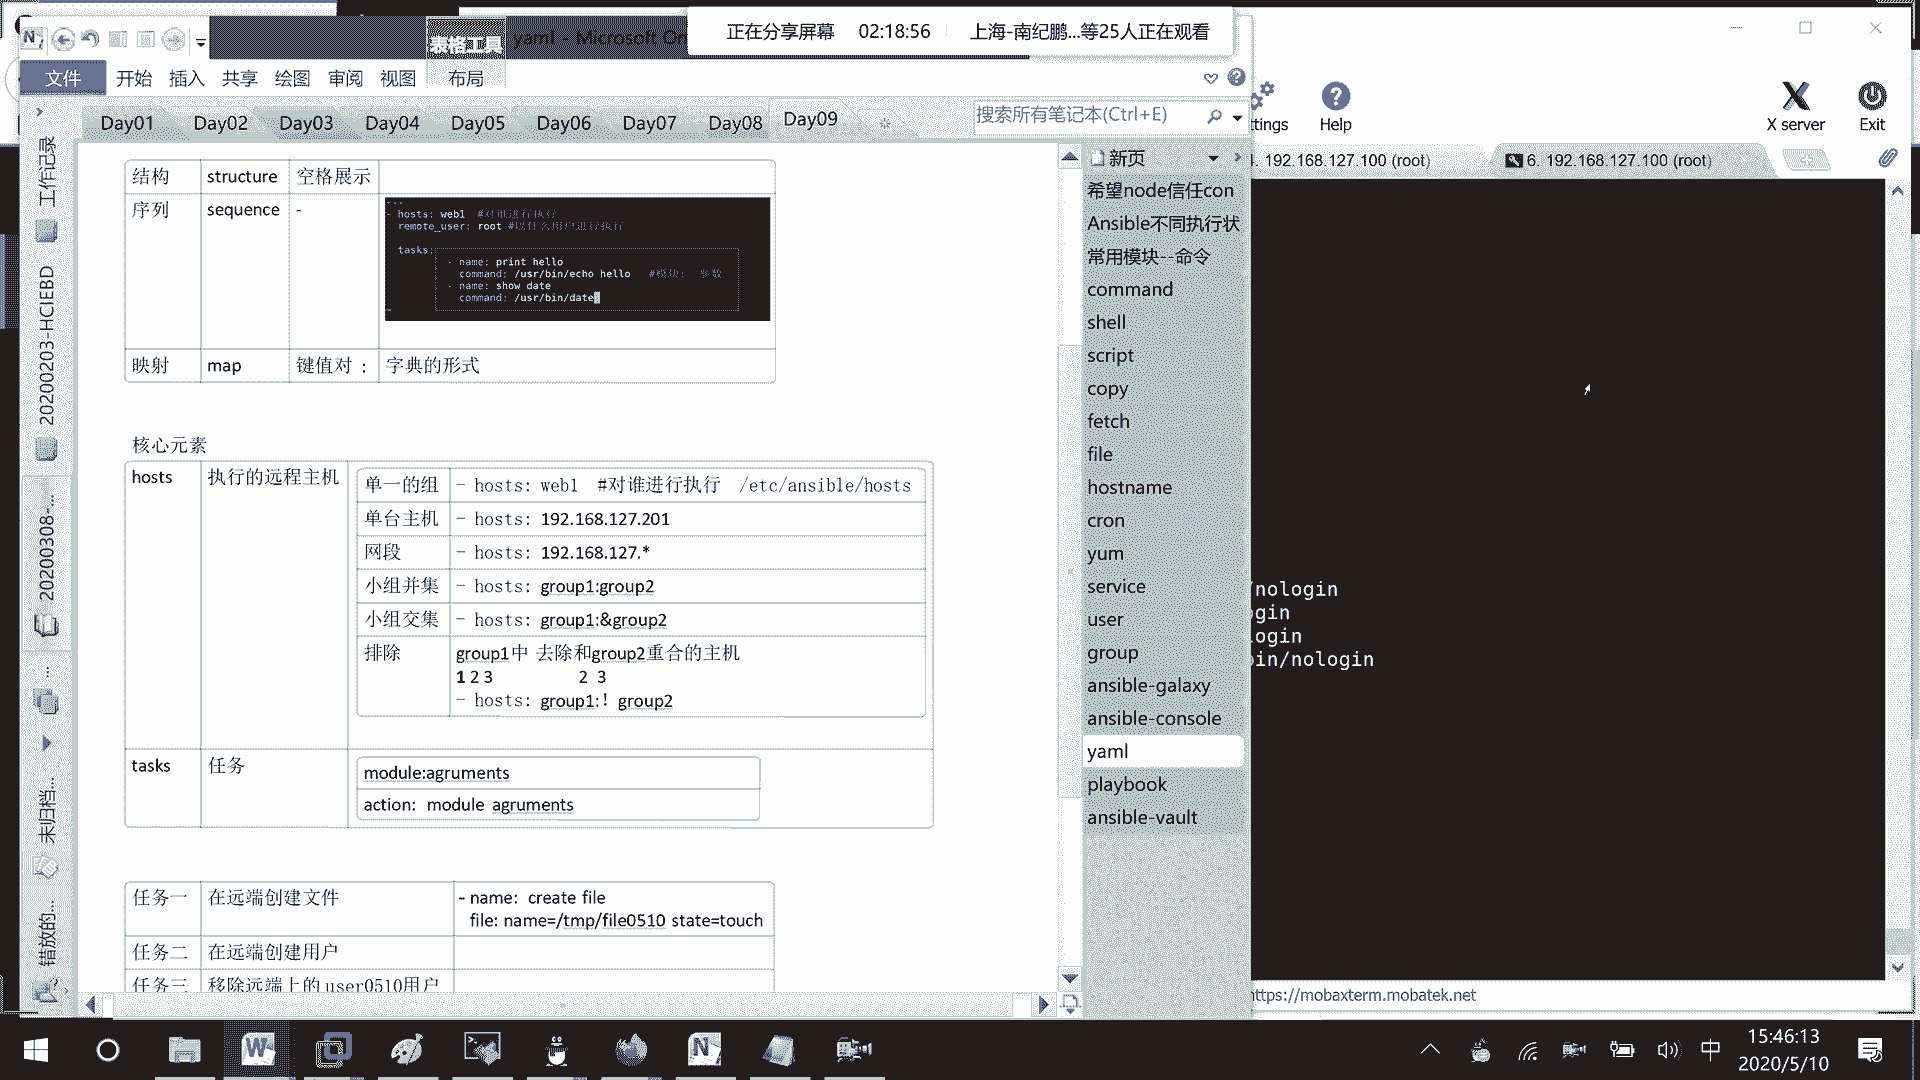 正在分享屏幕 02:18:56 上海-南纪鹏...等25人正在观看
表格工具 yaml - Microsoft On
文件 开始 插入 共享 绘图 审阅 视图 布局
Day01 Day02 Day03 Day04 Day05 Day06 Day07 Day08 Day09
搜索所有笔记本(Ctrl+E)
工作记录
20200203-HCIEBD
20200308-...
未归档...
错放的...
结构 structure 空格展示
序列 sequence -
---
- hosts: web1 #对谁进行执行
remote_user: root #以什么用户进行执行
tasks:
- name: print hello
command: /usr/bin/echo hello #模块: 参数
- name: show date
command: /usr/bin/date
映射 map 键值对 : 字典的形式
核心元素
hosts 执行的远程主机
单一的组 - hosts: web1 #对谁进行执行 /etc/ansible/hosts
单台主机 - hosts: 192.168.127.201
网段 - hosts: 192.168.127.*
小组并集 - hosts: group1:group2
小组交集 - hosts: group1:&group2
排除 group1中 去除和group2重合的主机
1 2 3 2 3
- hosts: group1:! group2
tasks 任务
module:agruments
action: module agruments
任务一 在远端创建文件 - name: create file
file: name=/tmp/file0510 state=touch
任务二 在远端创建用户
任务三 移除远端上的user0510用户
新页
希望node信任con
Ansible不同执行状
常用模块--命令
command
shell
script
copy
fetch
file
hostname
cron
yum
service
user
group
ansible-galaxy
ansible-console
yaml
playbook
ansible-vault
ttings Help X server Exit
. 192.168.127.100 (root) 6. 192.168.127.100 (root)
/nologin
gin
ogin
bin/nologin
https://mobaxterm.mobatek.net
中
15:46:13
2020/5/10